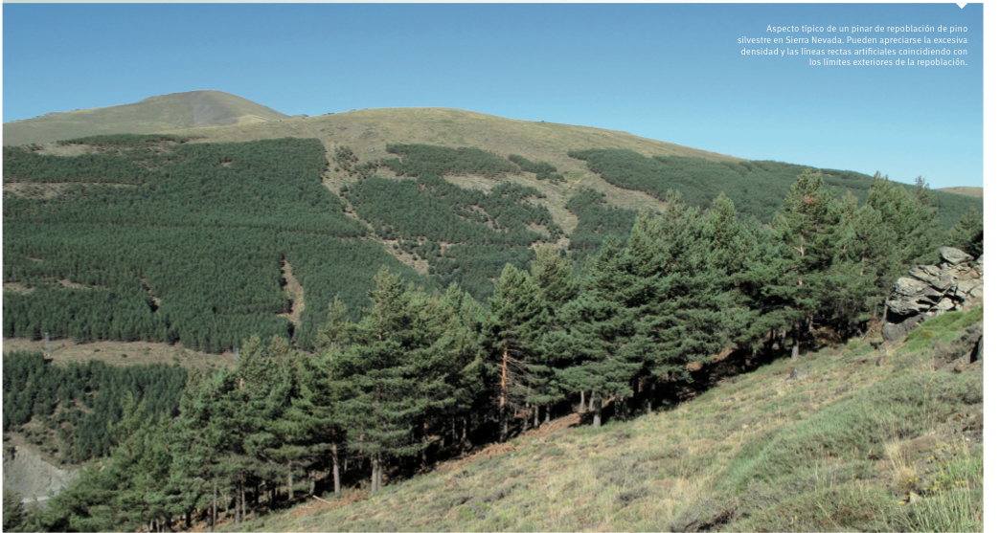 Aspecto típico de un pinar de repoblación de pino
silvestre en Sierra Nevada. Pueden apreciarse la excesiva
densidad y las líneas rectas artificiales coincidiendo con
los límites exteriores de la repoblación.